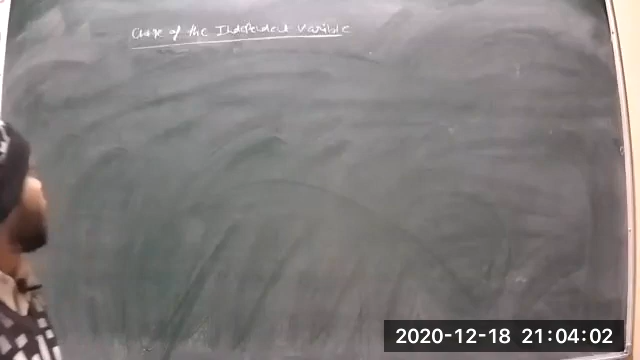 Change of the Independent Variable
2020-12-18 21:04:02